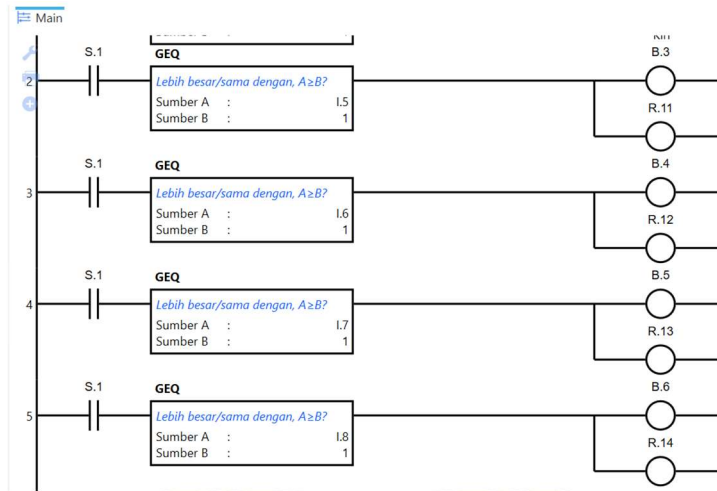 Main
S.1
GEQ
B.3
2
Lebih besar/sama dengan, A≥B?
Sumber A : I.5
Sumber B : 1
R.11
S.1
GEQ
B.4
3
Lebih besar/sama dengan, A≥B?
Sumber A : I.6
Sumber B : 1
R.12
S.1
GEQ
B.5
4
Lebih besar/sama dengan, A≥B?
Sumber A : I.7
Sumber B : 1
R.13
S.1
GEQ
B.6
5
Lebih besar/sama dengan, A≥B?
Sumber A : I.8
Sumber B : 1
R.14